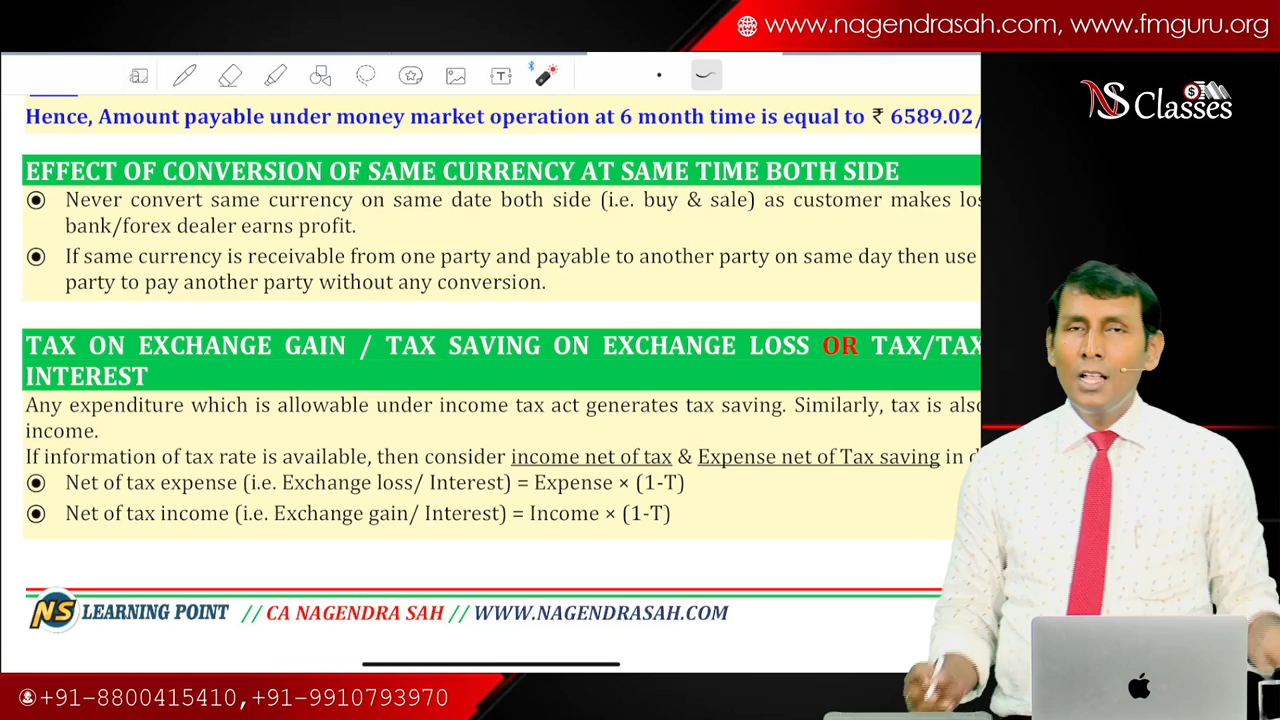 www.nagendrasah.com, www.fmguru.org
NS Classes
Hence, Amount payable under money market operation at 6 month time is equal to ₹ 6589.02/
EFFECT OF CONVERSION OF SAME CURRENCY AT SAME TIME BOTH SIDE
Never convert same currency on same date both side (i.e. buy & sale) as customer makes los
bank/forex dealer earns profit.
If same currency is receivable from one party and payable to another party on same day then use
party to pay another party without any conversion.
TAX ON EXCHANGE GAIN / TAX SAVING ON EXCHANGE LOSS OR TAX/TAX
INTEREST
Any expenditure which is allowable under income tax act generates tax saving. Similarly, tax is also
income.
If information of tax rate is available, then consider income net of tax & Expense net of Tax saving in d
Net of tax expense (i.e. Exchange loss/ Interest) = Expense × (1-T)
Net of tax income (i.e. Exchange gain/ Interest) = Income × (1-T)
NS LEARNING POINT // CA NAGENDRA SAH // WWW.NAGENDRASAH.COM
+91-8800415410,+91-9910793970